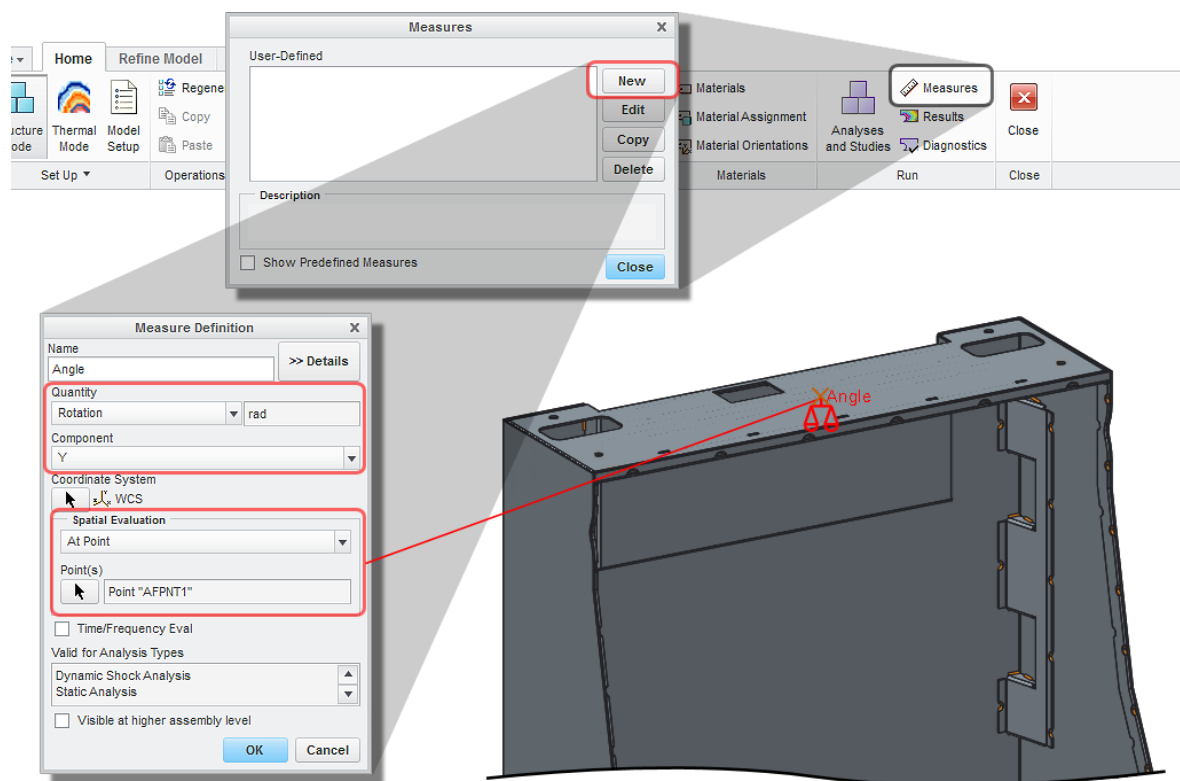 Measures
User-Defined
New
Edit
Copy
Delete
Description
Show Predefined Measures
Close
Home
Refine Model
Thermal Mode
Model Setup
Copy
Paste
Set Up
Operations
Materials
Material Assignment
Material Orientations
Materials
Analyses and Studies
Measures
Results
Diagnostics
Run
Close
Close
Measure Definition
Name
Angle
>> Details
Quantity
Rotation
rad
Component
Y
Coordinate System
WCS
Spatial Evaluation
At Point
Point(s)
Point "AFPNT1"
Time/Frequency Eval
Valid for Analysis Types
Dynamic Shock Analysis
Static Analysis
Visible at higher assembly level
OK
Cancel
Angle